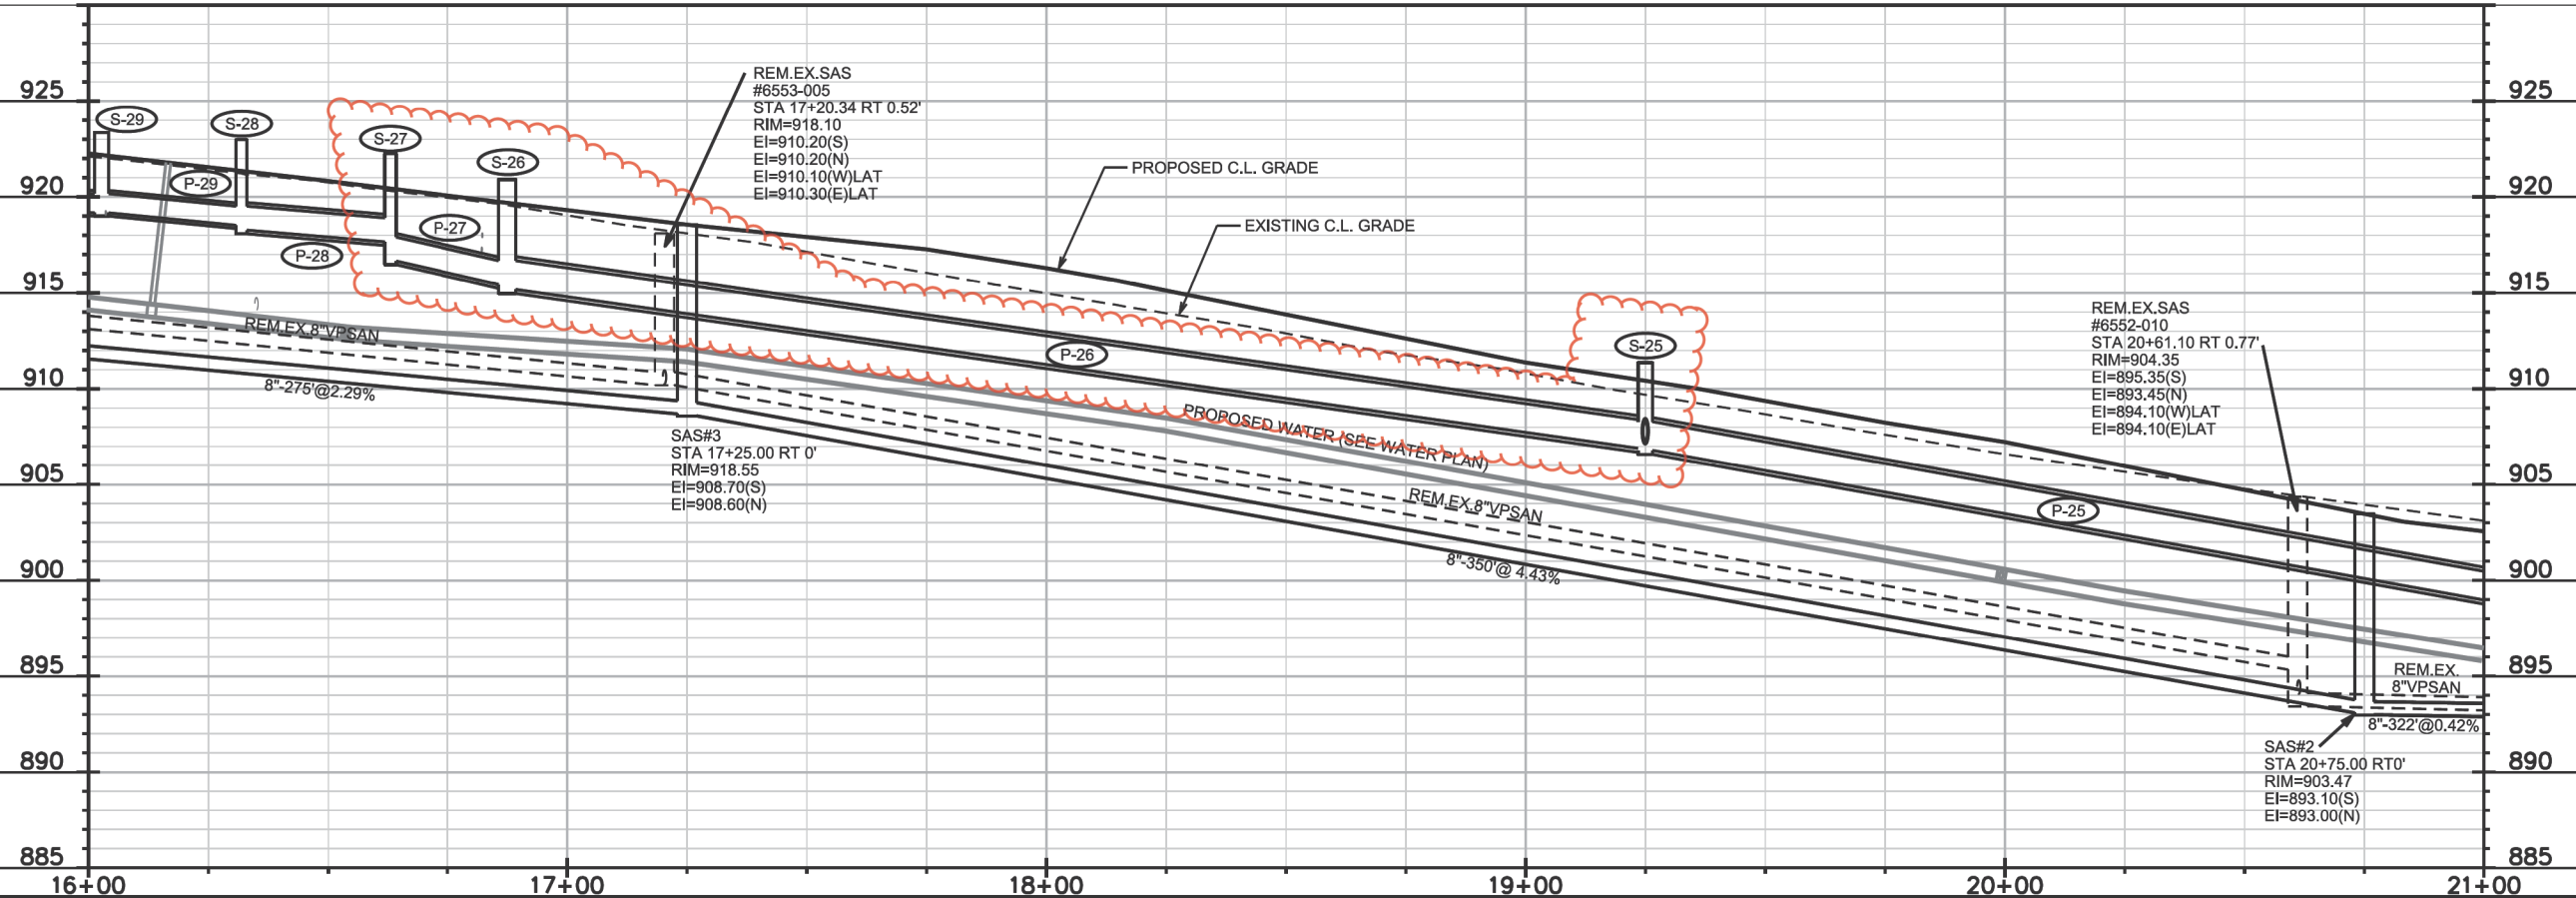 925
920
915
910
905
900
895
890
885
S-29
S-28
S-27
S-26
P-29
P-27
P-28
REM.EX.SAS
#6553-005
STA 17+20.34 RT 0.52'
RIM=918.10
EI=910.20(S)
EI=910.20(N)
EI=910.10(W)LAT
EI=910.30(E)LAT
PROPOSED C.L. GRADE
EXISTING C.L. GRADE
REM.EX.8"VPSAN
8"-275'@2.29%
SAS#3
STA 17+25.00 RT 0'
RIM=918.55
EI=908.70(S)
EI=908.60(N)
P-26
S-25
PROPOSED WATER (SEE WATER PLAN)
REM.EX.8"VPSAN
8"-350'@ 4.43%
REM.EX.SAS
#6552-010
STA 20+61.10 RT 0.77'
RIM=904.35
EI=895.35(S)
EI=893.45(N)
EI=894.10(W)LAT
EI=894.10(E)LAT
P-25
REM.EX.
8"VPSAN
8"-322'@0.42%
SAS#2
STA 20+75.00 RT0'
RIM=903.47
EI=893.10(S)
EI=893.00(N)
925
920
915
910
905
900
895
890
885
16+00
17+00
18+00
19+00
20+00
21+00